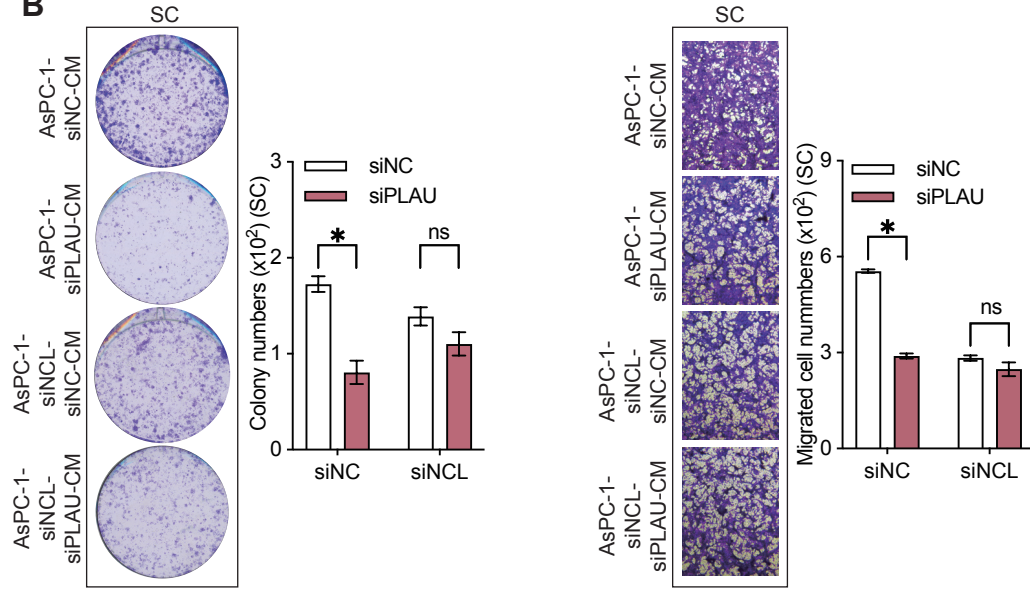 B
SC
AsPC-1-
siNC-CM
AsPC-1-
siPLAU-CM
AsPC-1-
siNCL-
siNC-CM
AsPC-1-
siNCL-
siPLAU-CM
Colony numbers (x10²) (SC)
3
2
1
0
siNC
siPLAU
*
ns
siNC
siNCL
SC
AsPC-1-
siNC-CM
AsPC-1-
siPLAU-CM
AsPC-1-
siNCL-
siNC-CM
AsPC-1-
siNCL-
siPLAU-CM
Migrated cell nummbers (x10²) (SC)
9
6
3
0
siNC
siPLAU
*
ns
siNC
siNCL